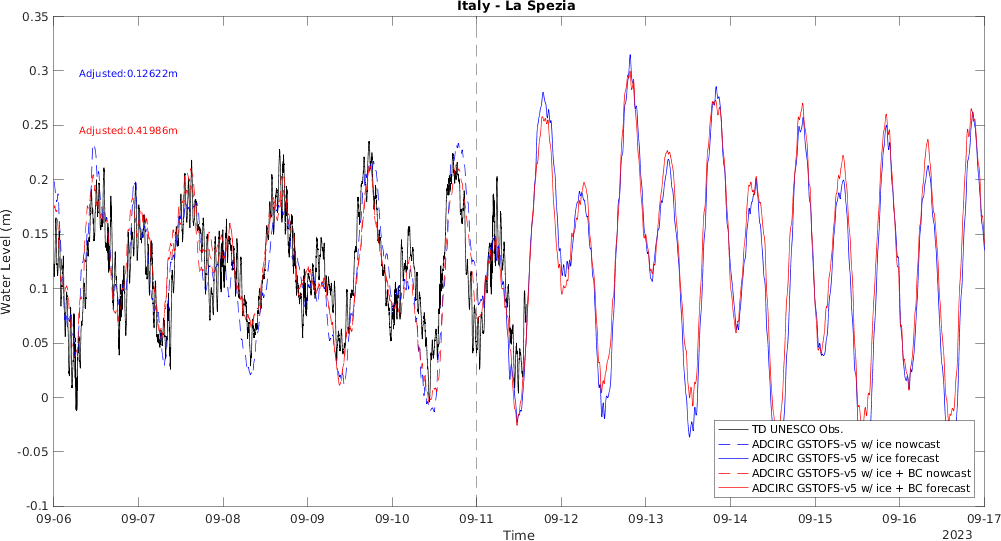 Italy - La Spezia
0.35
0.3
0.25
0.2
0.15
0.1
0.05
0
-0.05
-0.1
Water Level (m)
Adjusted:0.12622m
Adjusted:0.41986m
TD UNESCO Obs.
ADCIRC GSTOFS-v5 w/ ice nowcast
ADCIRC GSTOFS-v5 w/ ice forecast
ADCIRC GSTOFS-v5 w/ ice + BC nowcast
ADCIRC GSTOFS-v5 w/ ice + BC forecast
09-06 09-07 09-08 09-09 09-10 09-11 09-12 09-13 09-14 09-15 09-16 09-17
Time
2023